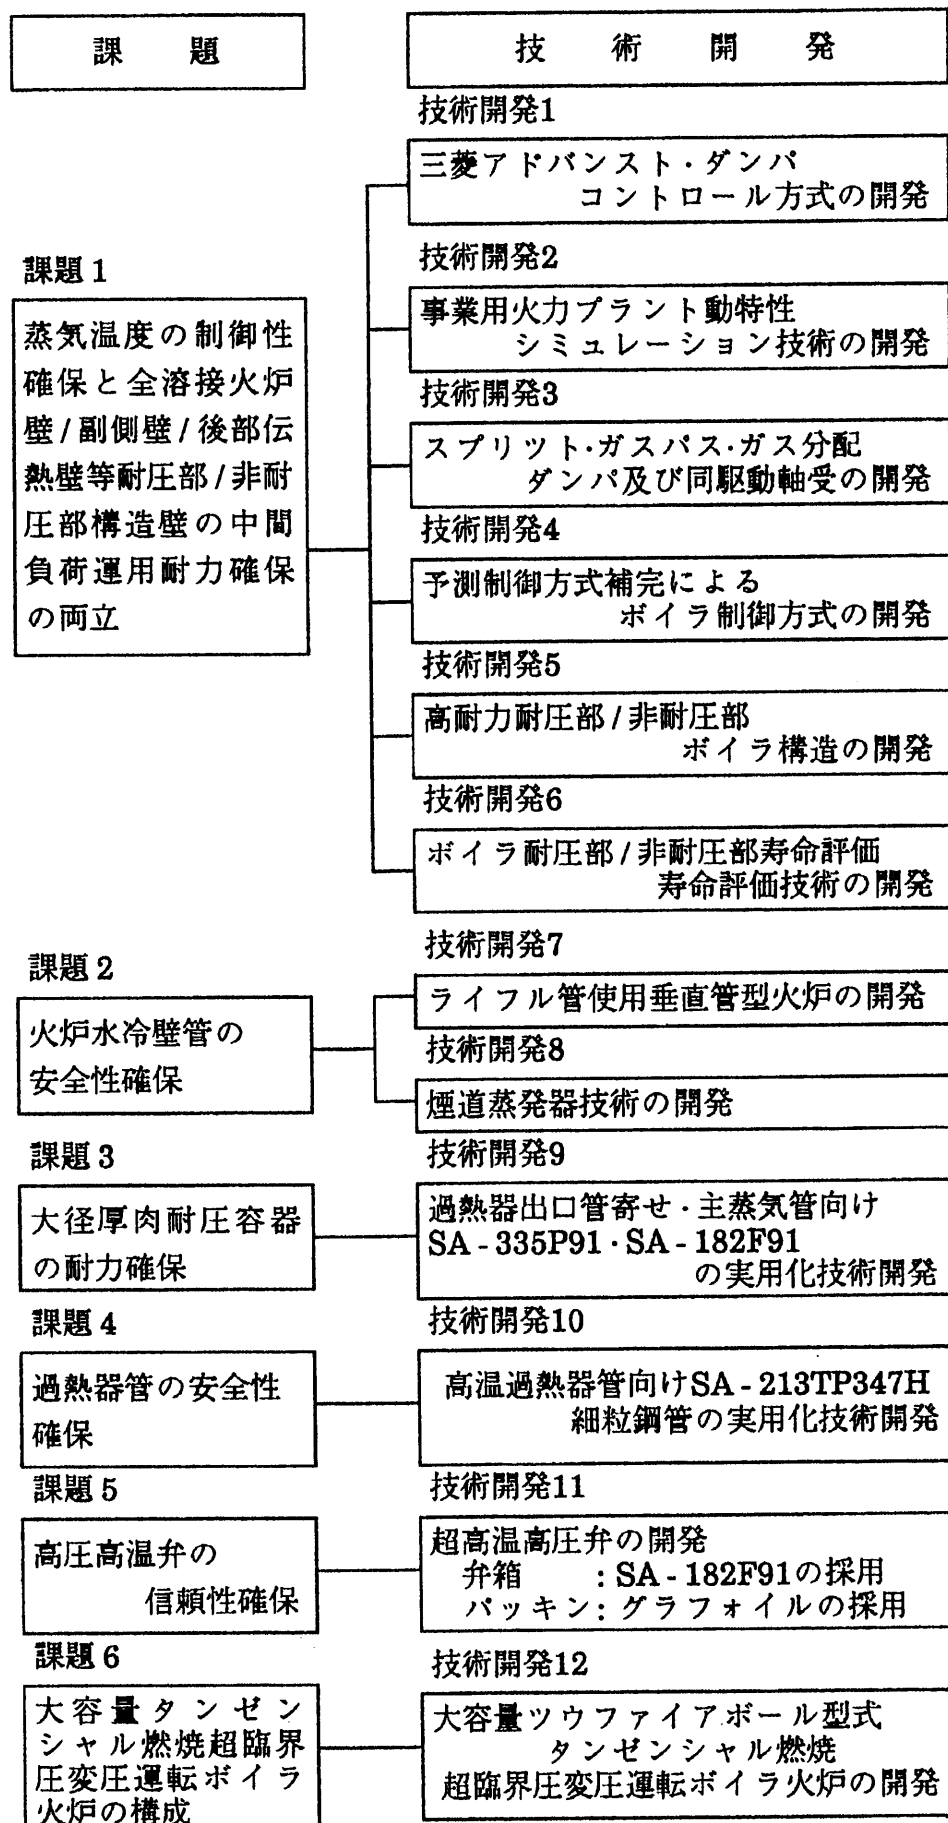 課題
技術開発
技術開発1
三菱アドバンスト・ダンパ
コントロール方式の開発
技術開発2
事業用火力プラント動特性
シミュレーション技術の開発
技術開発3
スプリット・ガスパス・ガス分配
ダンパ及び同駆動軸受の開発
技術開発4
予測制御方式補完による
ボイラ制御方式の開発
技術開発5
高耐力耐圧部/非耐圧部
ボイラ構造の開発
技術開発6
ボイラ耐圧部/非耐圧部寿命評価
寿命評価技術の開発
課題1
蒸気温度の制御性
確保と全溶接火炉
壁/副側壁/後部伝
熱壁等耐圧部/非耐
圧部構造壁の中間
負荷運用耐力確保
の両立
課題2
火炉水冷壁管の
安全性確保
技術開発7
ライフル管使用垂直管型火炉の開発
技術開発8
煙道蒸発器技術の開発
課題3
大径厚肉耐圧容器
の耐力確保
技術開発9
過熱器出口管寄せ・主蒸気管向け
SA-335P91・SA-182F91
の実用化技術開発
課題4
過熱器管の安全性
確保
技術開発10
高温過熱器管向けSA-213TP347H
細粒鋼管の実用化技術開発
課題5
高圧高温弁の
信頼性確保
技術開発11
超高温高圧弁の開発
弁箱 : SA-182F91の採用
パッキン: グラフォイルの採用
課題6
大容量タンゼン
シャル燃焼超臨界
圧変圧運転ボイラ
火炉の構成
技術開発12
大容量ツウファイアボール型式
タンゼンシャル燃焼
超臨界圧変圧運転ボイラ火炉の開発